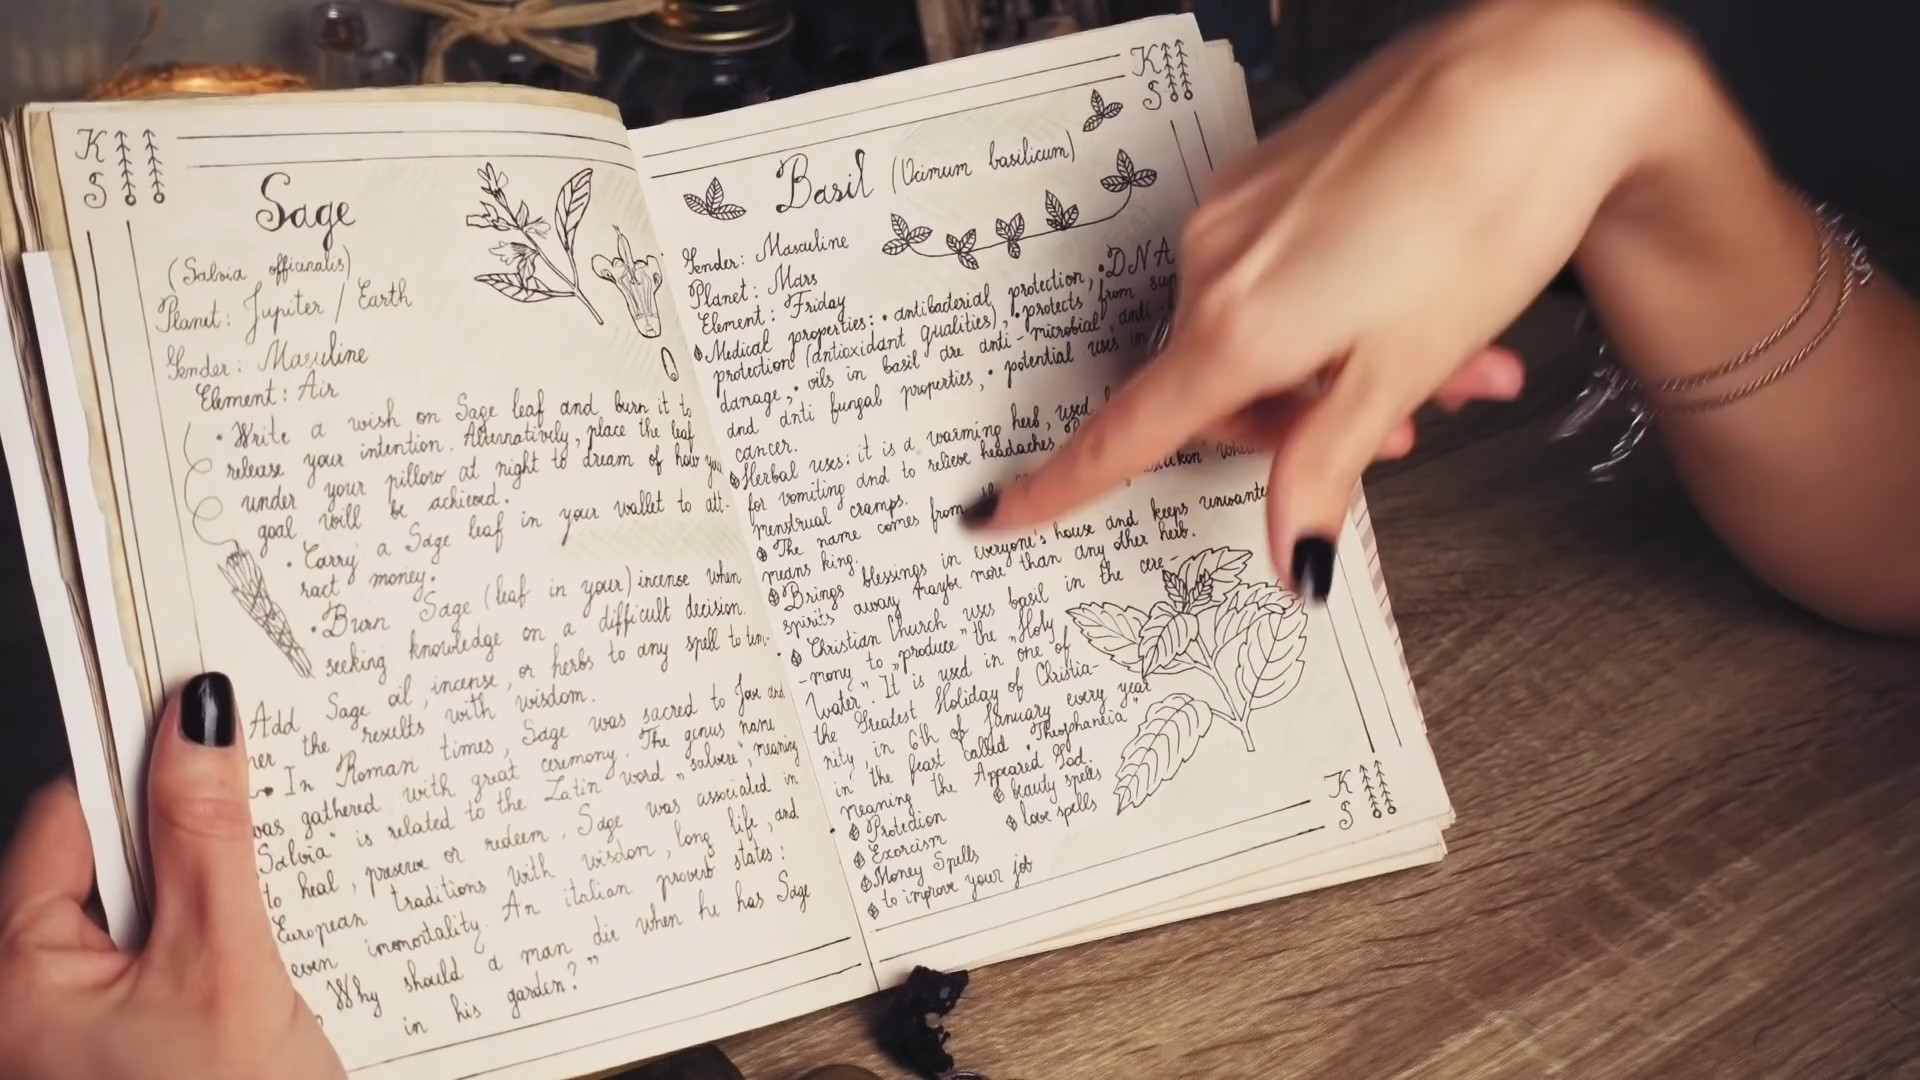 K
S
Sage
(Salvia officinalis)
Planet: Jupiter / Earth
Gender: Masculine
Element: Air
• Write a wish on Sage leaf and burn it to
release your intention. Alternatively, place the leaf
under your pillow at night to dream of how you
goal will be achieved.
• Carry a Sage leaf in your wallet to att-
ract money.
• Burn Sage (leaf in your) incense when
seeking knowledge on a difficult decision.
Add Sage oil, incense, or herbs to any spell to tem-
per the results with wisdom.
In Roman times, Sage was sacred to Jove and
was gathered with great ceremony. The genus name
Salvia" is related to the Latin word „salvere", meaning
to heal, preserve or redeem. Sage was associated in
European traditions with wisdom, long life, and
even immortality. An italian proverb states:
Why should a man die when he has Sage
in his garden?"
K
S
Basil (Ocimum basilicum)
Gender: Masculine
Planet: Mars
Element: Friday
Medical properties: • antibacterial protection, • DNA
protection (antioxidant qualities), • protects from
damage, • oils in basil are anti-microbial, anti
and anti fungal properties, • potential uses in
cancer.
Herbal uses: it is a warming herb, used
for vomiting and to relieve headaches
menstrual cramps.
The name comes from
means king.
Brings blessings in everyone's house and keeps
spirits away maybe more than any other herb.
Christian Church uses basil in the cere-
-mony to „produce" the „Holy
Water". It is used in one of
the Greatest Holiday of Christia-
nity, in 6th of January every year
in the feast called "Theophaneia"
meaning the Appeared God.
Protection
Exorcism
Money Spells
to improve your job
beauty spells
love spells
K
S